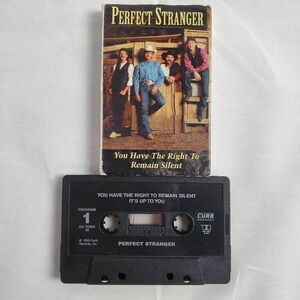 PERFECT STRANGER
You Have The Right To
Remain Silent
YOU HAVE THE RIGHT TO REMAIN SILENT
IT'S UP TO YOU
PROGRAM
1
CURB
PERFECT STRANGER